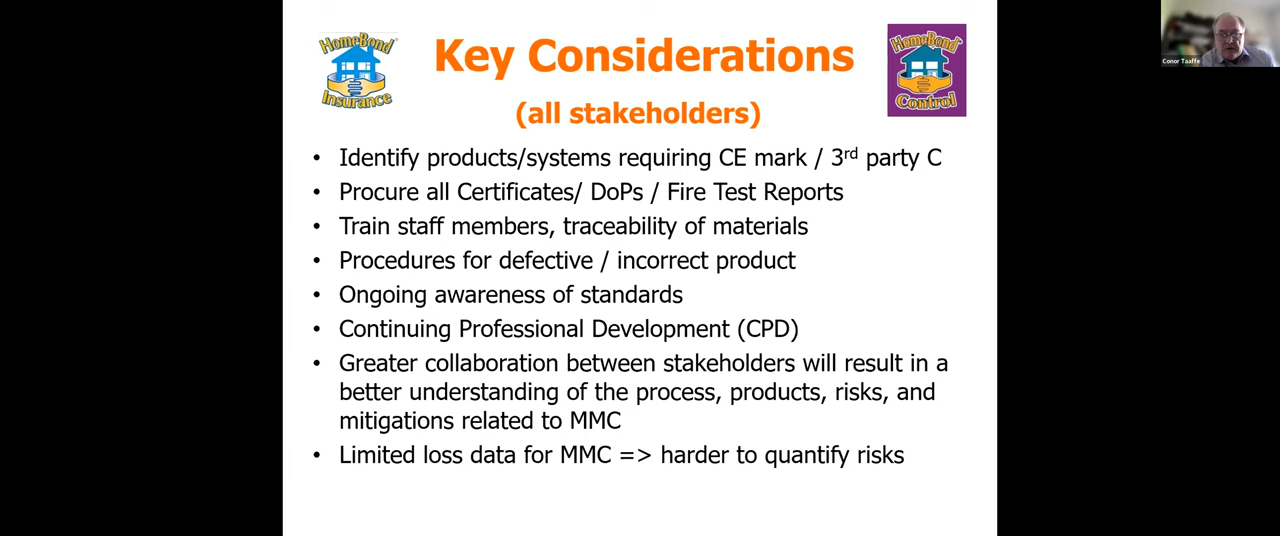 HomeBond
Insurance
Key Considerations
HomeBond
Control
Conor Taaffe
(all stakeholders)
• Identify products/systems requiring CE mark / 3rd party C
• Procure all Certificates/ DoPs / Fire Test Reports
• Train staff members, traceability of materials
• Procedures for defective / incorrect product
• Ongoing awareness of standards
• Continuing Professional Development (CPD)
• Greater collaboration between stakeholders will result in a
better understanding of the process, products, risks, and
mitigations related to MMC
• Limited loss data for MMC => harder to quantify risks